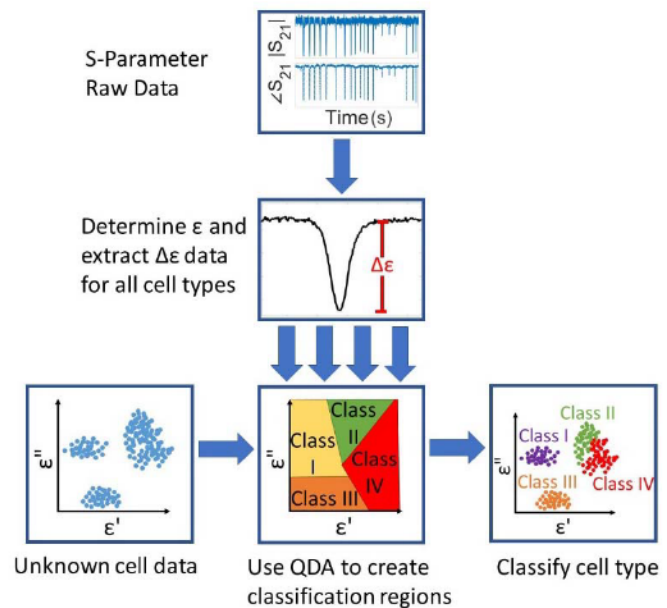 S-Parameter
Raw Data
∠S21 |S21|
Time(s)
Determine ε and
extract Δε data
for all cell types
Δε
ε''
ε'
Unknown cell data
ε''
Class
II
Class
I
Class
IV
Class III
ε'
Use QDA to create
classification regions
ε''
Class II
Class I
Class III
Class IV
ε'
Classify cell type